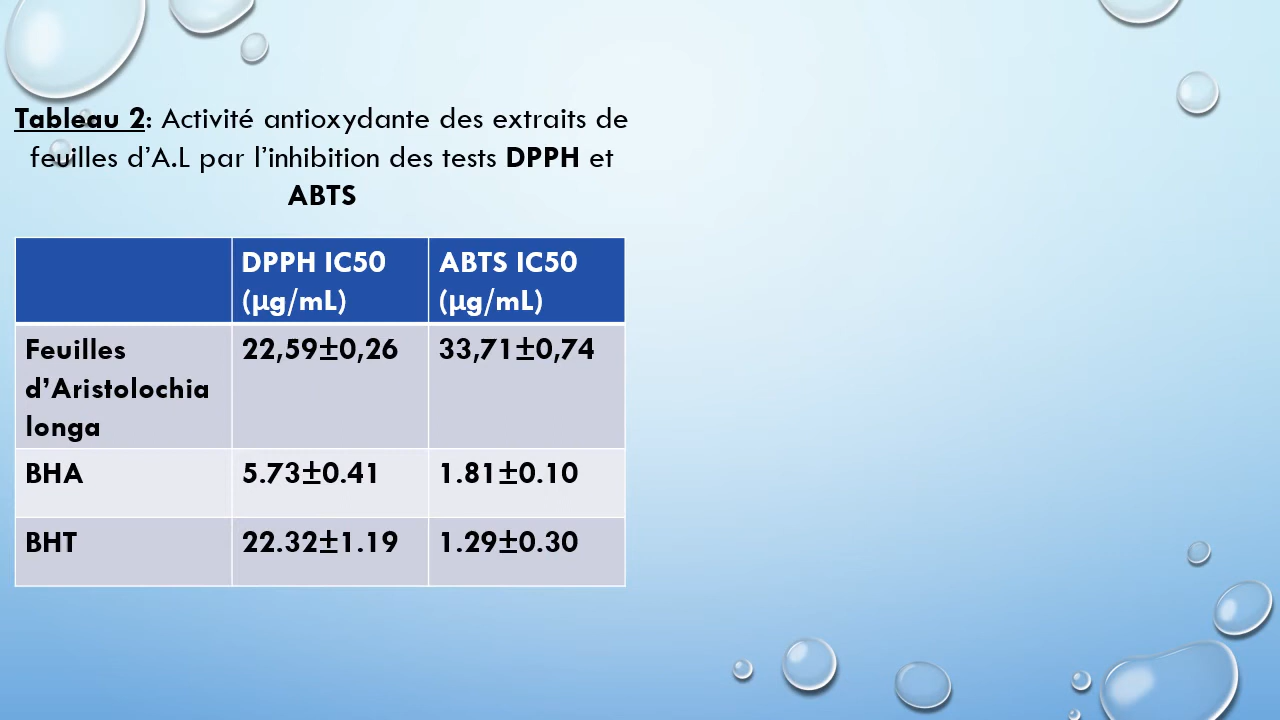 Tableau 2: Activité antioxydante des extraits de
feuilles d’A.L par l’inhibition des tests DPPH et
ABTS
DPPH IC50 (µg/mL)
ABTS IC50 (µg/mL)
Feuilles
d’Aristolochia
longa
22,59±0,26
33,71±0,74
BHA
5.73±0.41
1.81±0.10
BHT
22.32±1.19
1.29±0.30